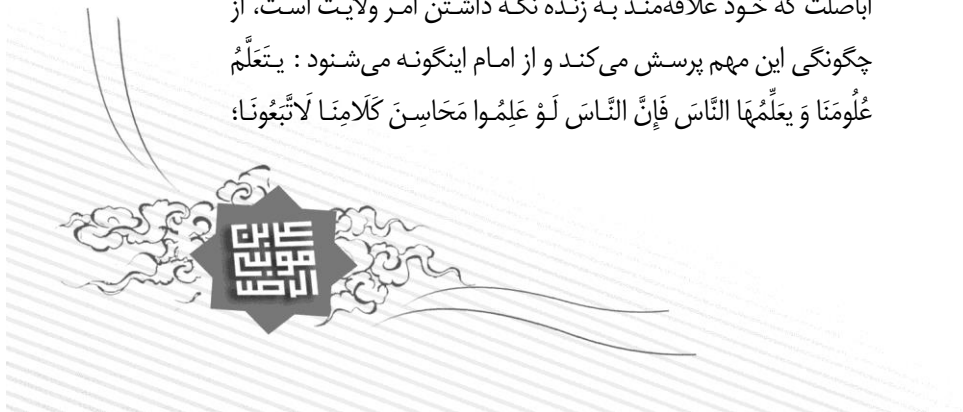 اباصلت که خود علاقه‌مند به زنده نگه داشتن امر ولایت است، از
چگونگی این مهم پرسش می‌کند و از امام اینگونه می‌شنود : یتَعَلَّمُ
عُلُومَنَا وَ یعَلِّمُهَا النَّاسَ فَإِنَّ النَّاسَ لَوْ عَلِمُوا مَحَاسِنَ کَلَامِنَا لَاتَّبَعُونَا؛